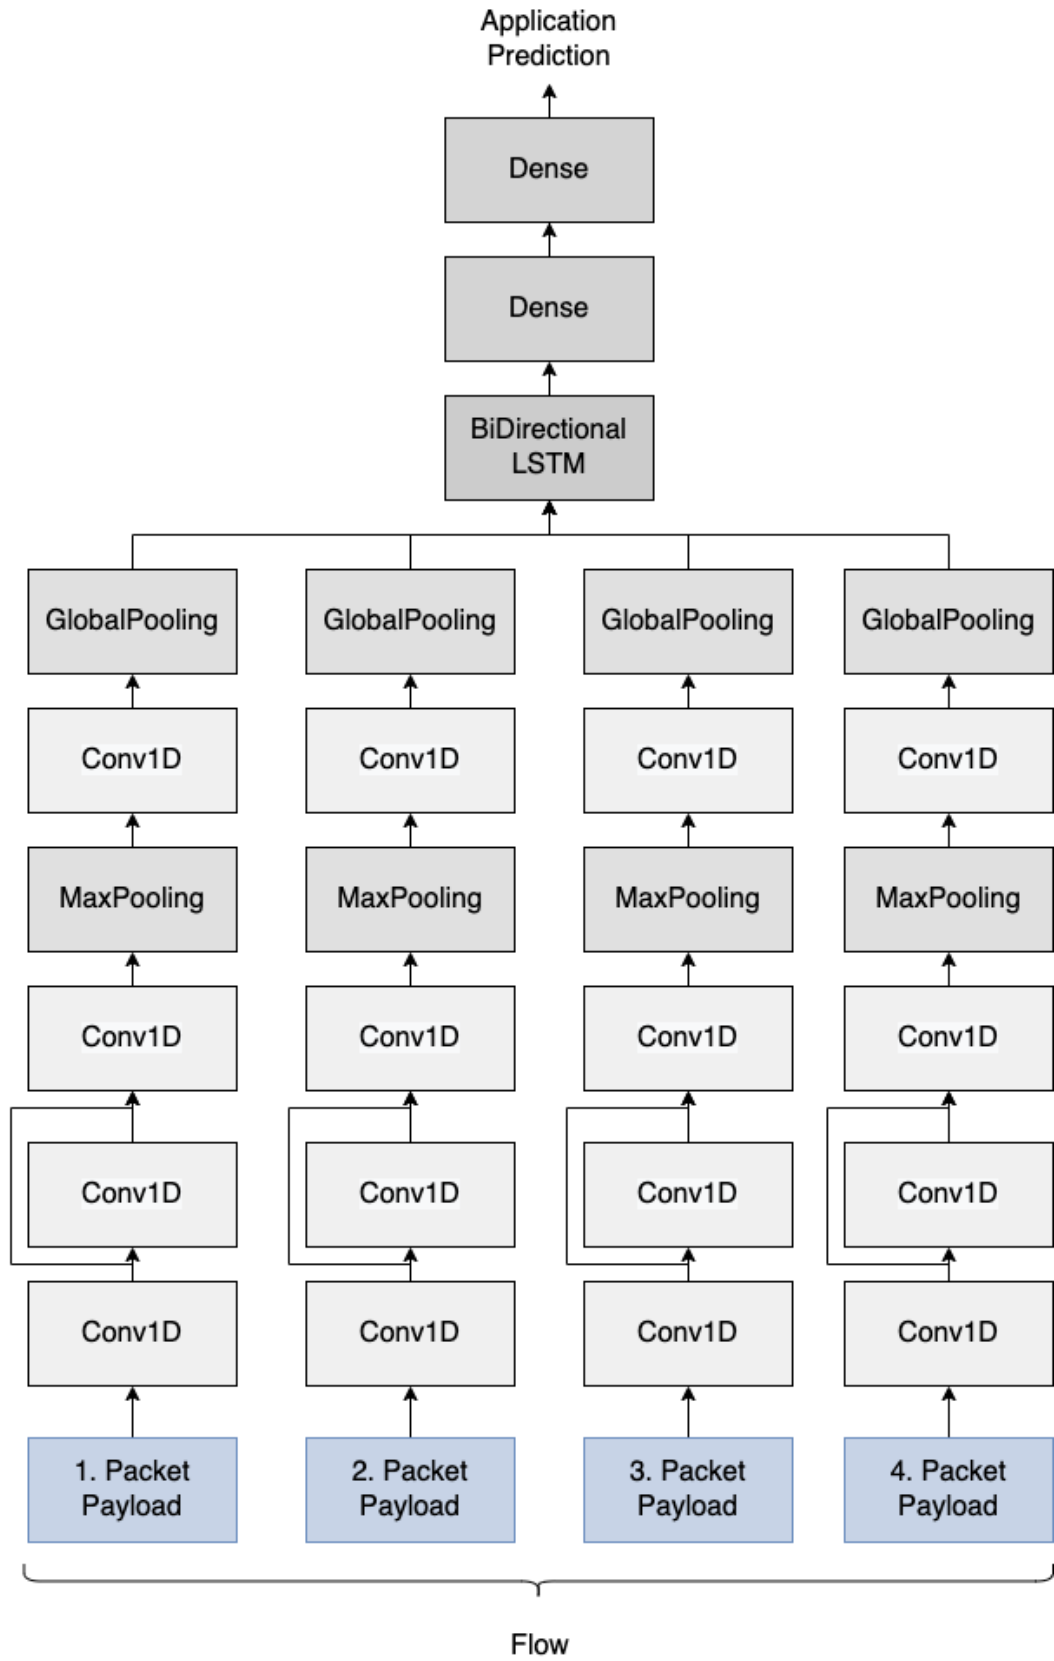 Application
Prediction
Dense
Dense
BiDirectional
LSTM
GlobalPooling
GlobalPooling
GlobalPooling
GlobalPooling
Conv1D
Conv1D
Conv1D
Conv1D
MaxPooling
MaxPooling
MaxPooling
MaxPooling
Conv1D
Conv1D
Conv1D
Conv1D
Conv1D
Conv1D
Conv1D
Conv1D
Conv1D
Conv1D
Conv1D
Conv1D
1. Packet
Payload
2. Packet
Payload
3. Packet
Payload
4. Packet
Payload
Flow